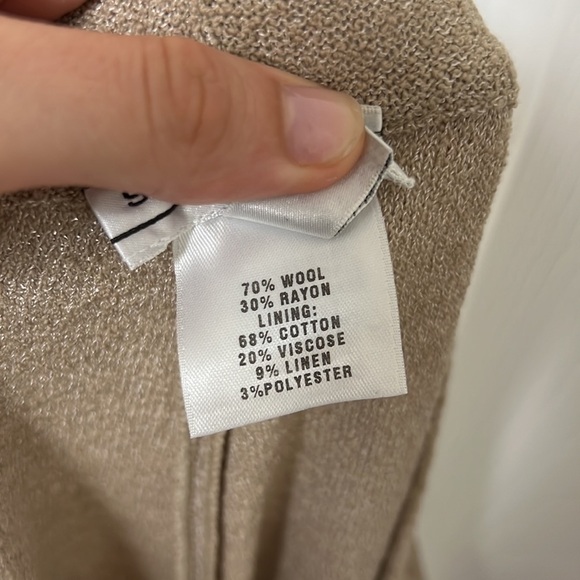 70% WOOL
30% RAYON
LINING:
68% COTTON
20% VISCOSE
9% LINEN
3%POLYESTER